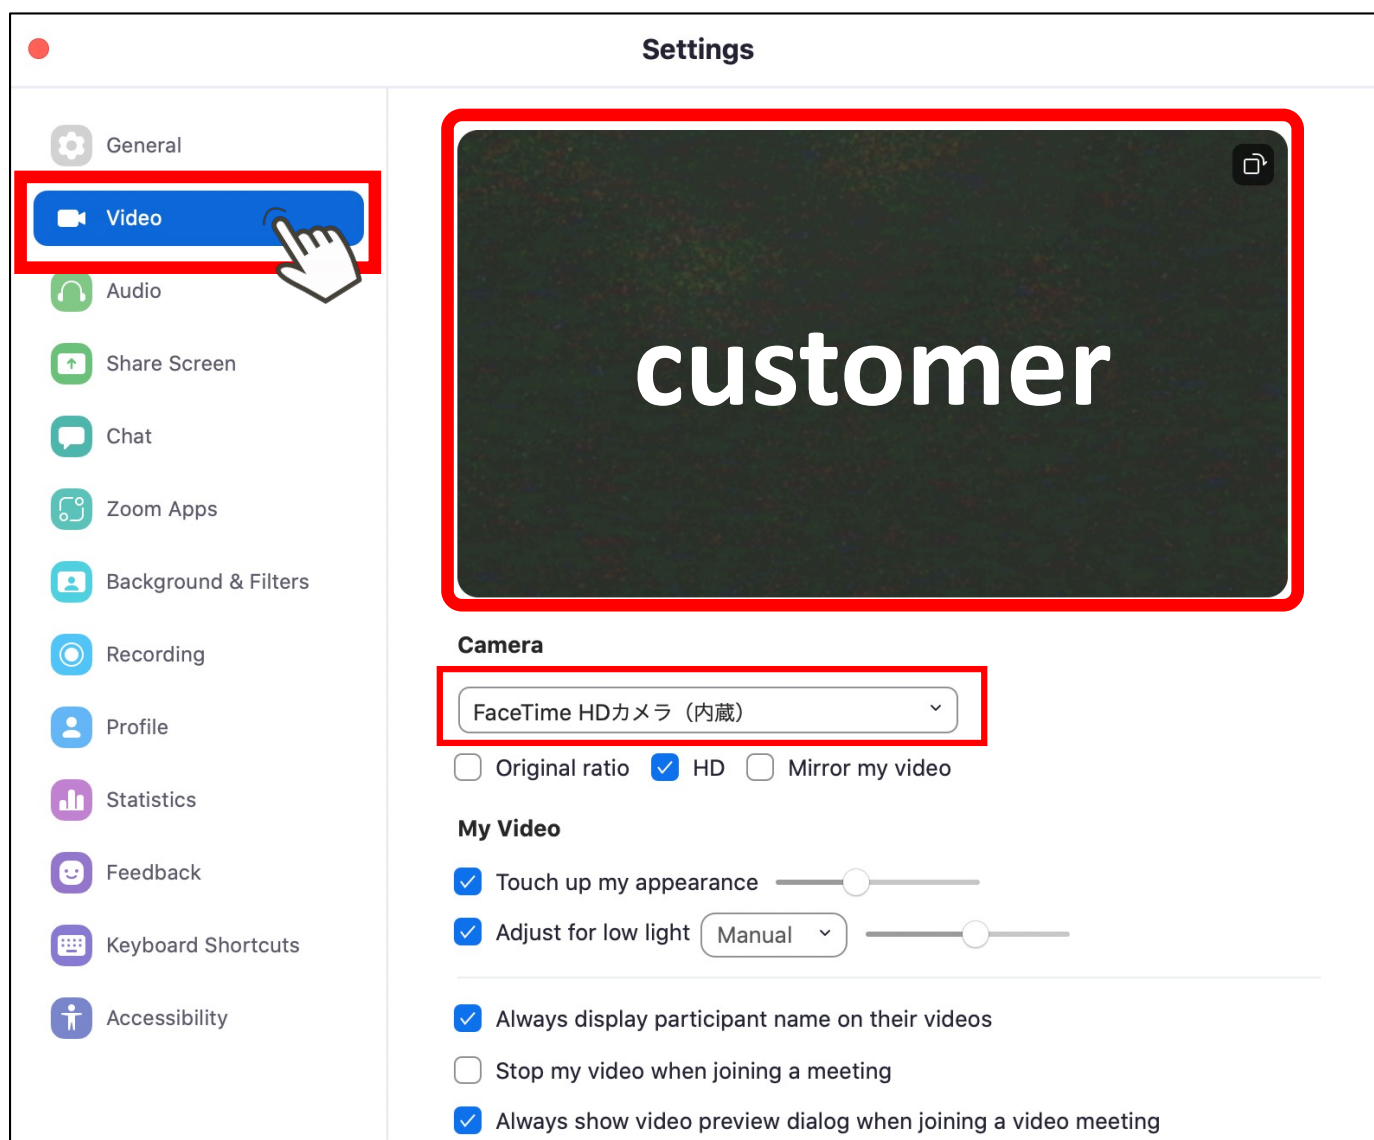 Settings
General
Video
Audio
Share Screen
Chat
Zoom Apps
Background & Filters
Recording
Profile
Statistics
Feedback
Keyboard Shortcuts
Accessibility
customer
Camera
FaceTime HDカメラ（内蔵）
Original ratio HD Mirror my video
My Video
Touch up my appearance
Adjust for low light Manual
Always display participant name on their videos
Stop my video when joining a meeting
Always show video preview dialog when joining a video meeting